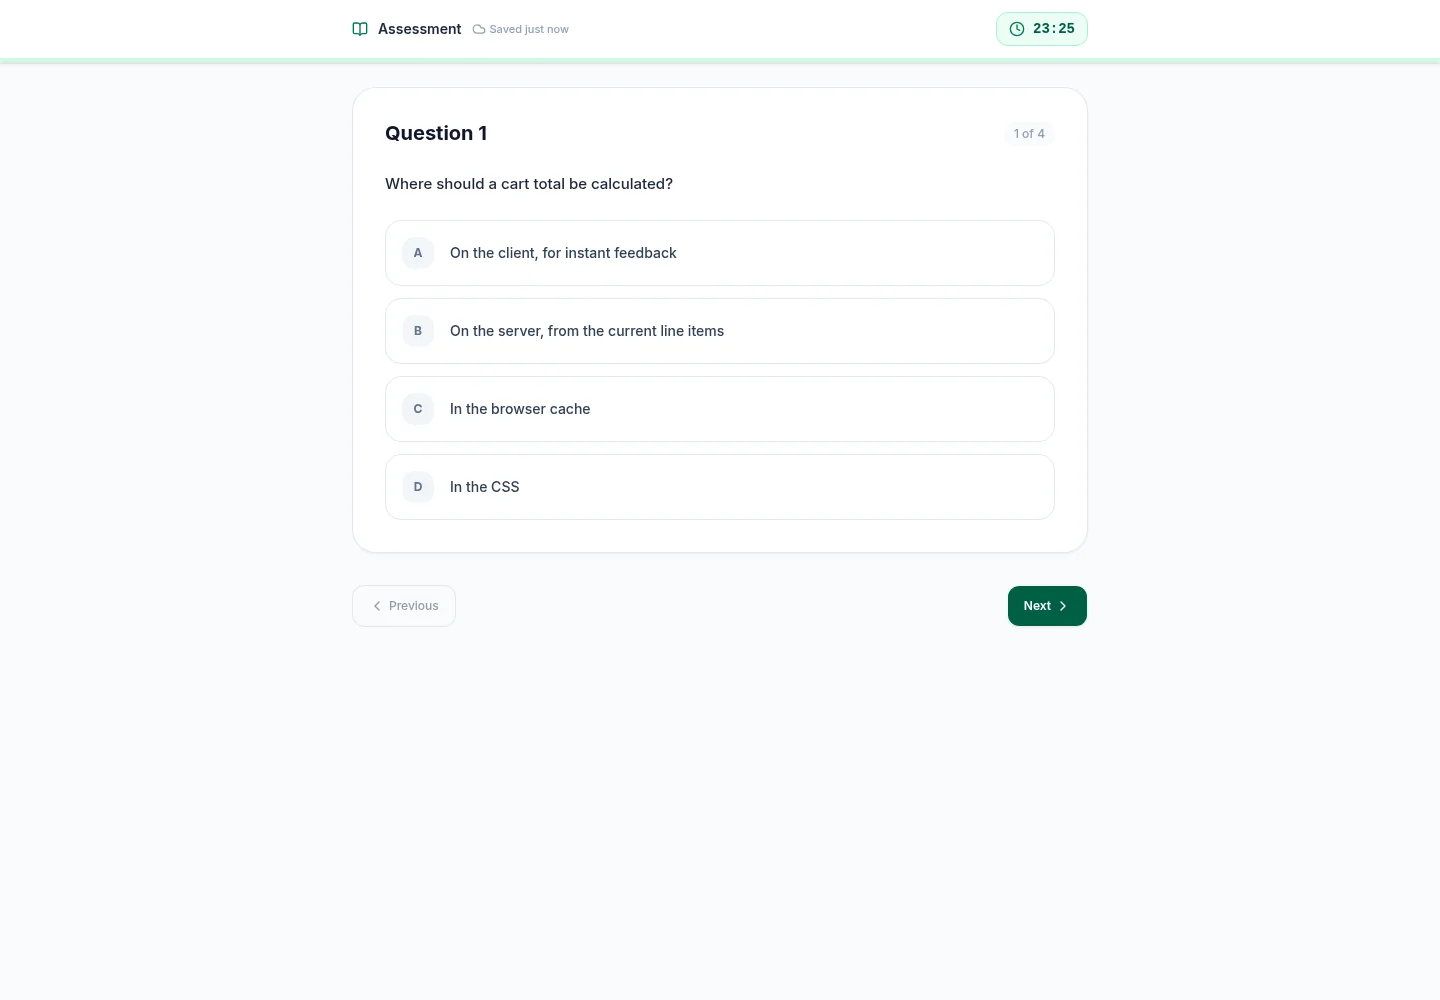 Assessment
Saved just now
23:25
Question 1
1 of 4
Where should a cart total be calculated?
A On the client, for instant feedback
B On the server, from the current line items
C In the browser cache
D In the CSS
Previous
Next